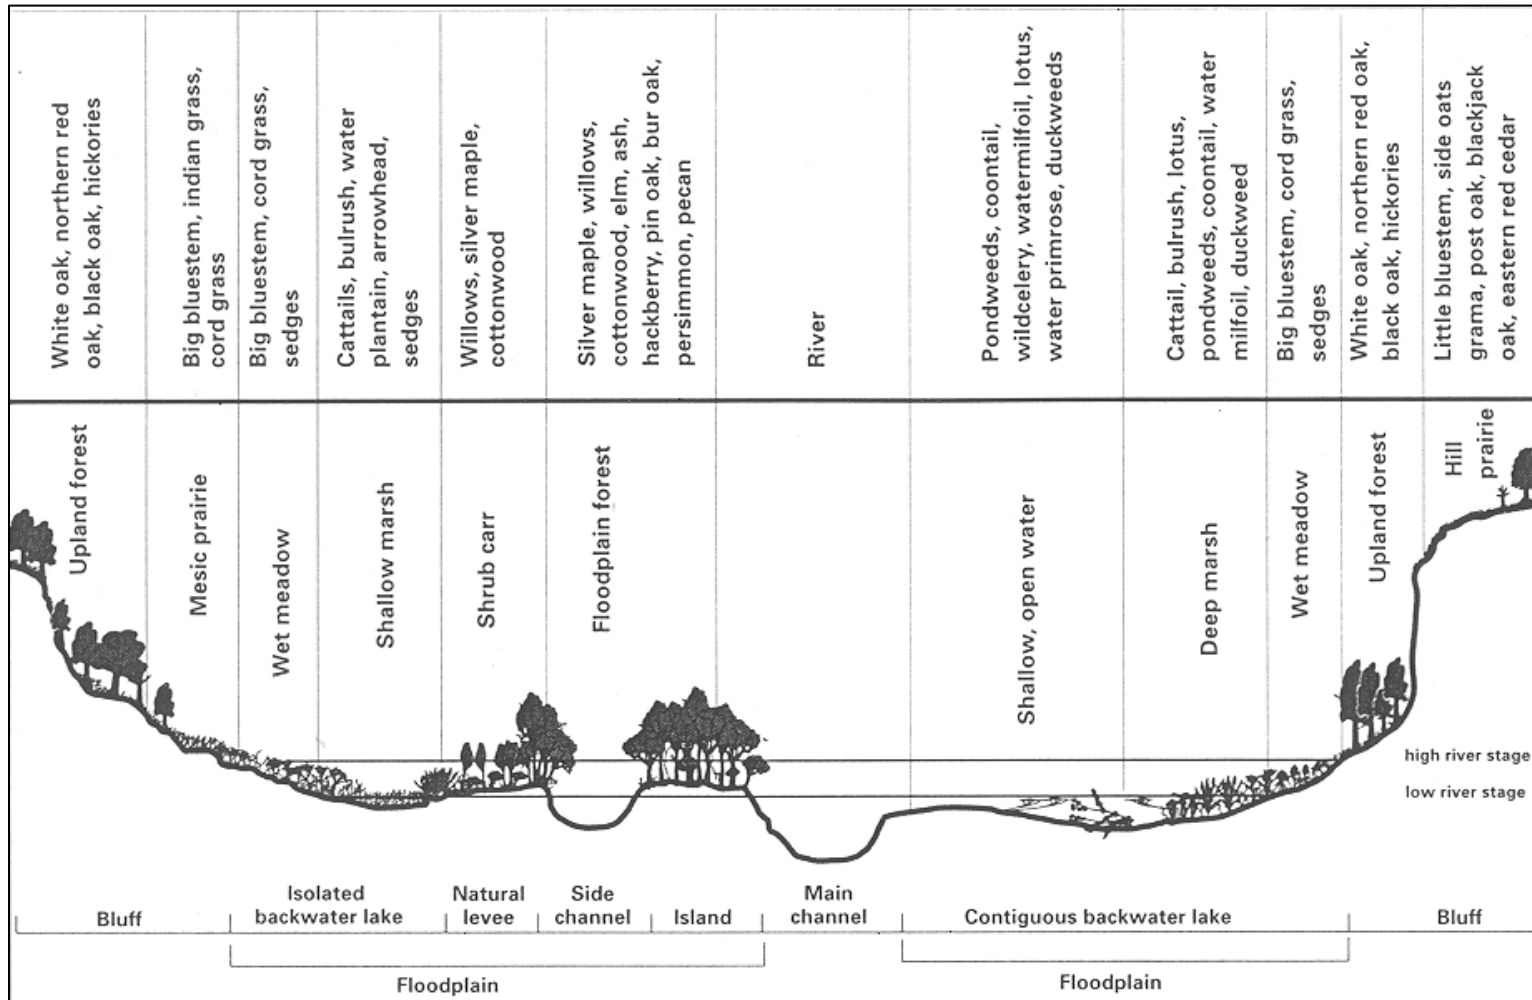 White oak, northern red
oak, black oak, hickories
Big bluestem, indian grass,
cord grass
Big bluestem, cord grass,
sedges
Cattails, bulrush, water
plantain, arrowhead,
sedges
Willows, silver maple,
cottonwood
Silver maple, willows,
cottonwood, elm, ash,
hackberry, pin oak, bur oak,
persimmon, pecan
River
Pondweeds, coontail,
wildcelery, watermilfoil, lotus,
water primrose, duckweeds
Cattail, bulrush, lotus,
pondweeds, coontail, water
milfoil, duckweed
Big bluestem, cord grass,
sedges
White oak, northern red oak,
black oak, hickories
Little bluestem, side oats
grama, post oak, blackjack
oak, eastern red cedar
Upland forest
Mesic prairie
Wet meadow
Shallow marsh
Shrub carr
Floodplain forest
Shallow, open water
Deep marsh
Wet meadow
Upland forest
Hill
prairie
high river stage
low river stage
Bluff
Isolated
backwater lake
Natural
levee
Side
channel
Island
Main
channel
Contiguous backwater lake
Bluff
Floodplain
Floodplain